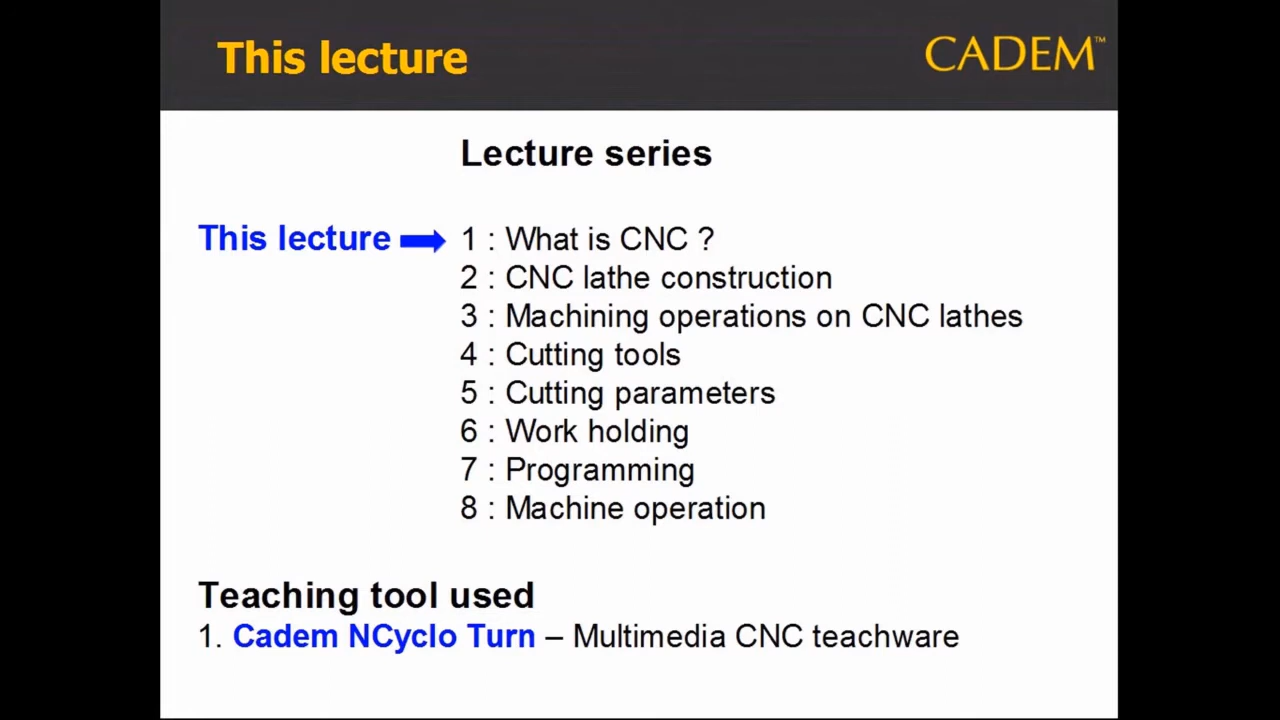 This lecture
CADEM™
Lecture series
This lecture
1 : What is CNC ?
2 : CNC lathe construction
3 : Machining operations on CNC lathes
4 : Cutting tools
5 : Cutting parameters
6 : Work holding
7 : Programming
8 : Machine operation
Teaching tool used
1. Cadem NCyclo Turn – Multimedia CNC teachware